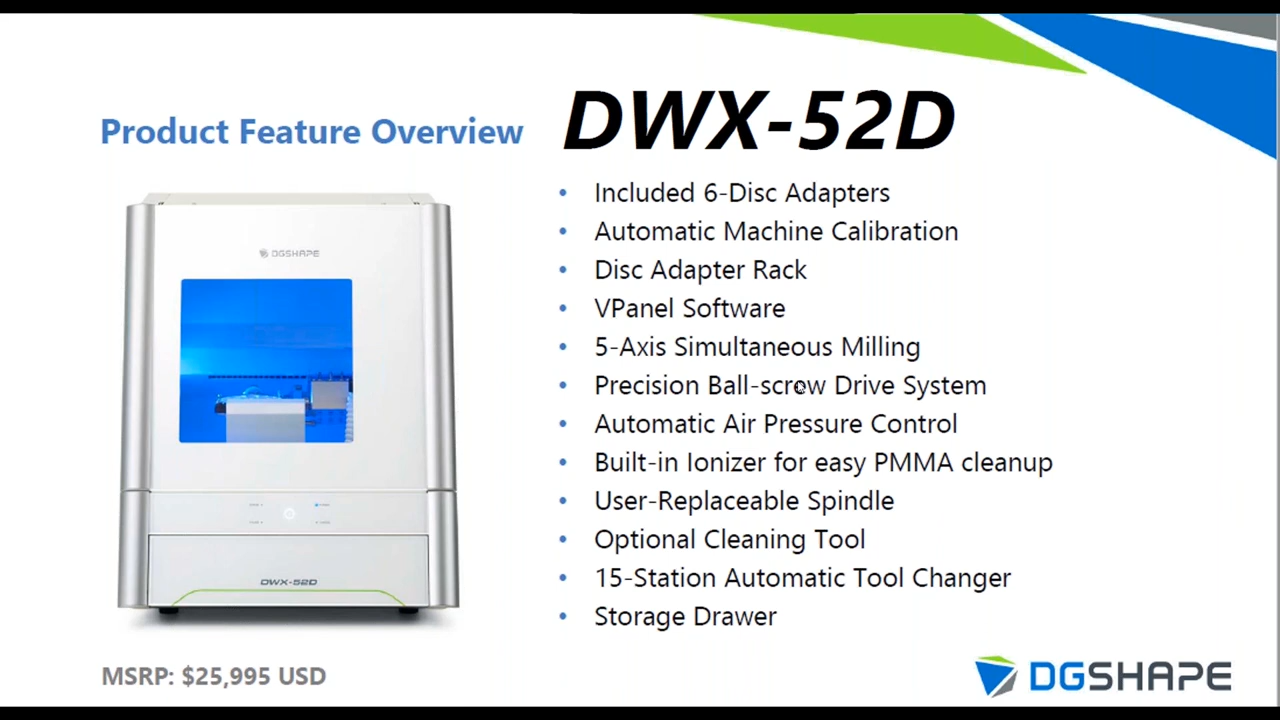 Product Feature Overview
DWX-52D
• Included 6-Disc Adapters
• Automatic Machine Calibration
• Disc Adapter Rack
• VPanel Software
• 5-Axis Simultaneous Milling
• Precision Ball-screw Drive System
• Automatic Air Pressure Control
• Built-in Ionizer for easy PMMA cleanup
• User-Replaceable Spindle
• Optional Cleaning Tool
• 15-Station Automatic Tool Changer
• Storage Drawer
DGSHAPE
DWX-52D
MSRP: $25,995 USD
DGSHAPE